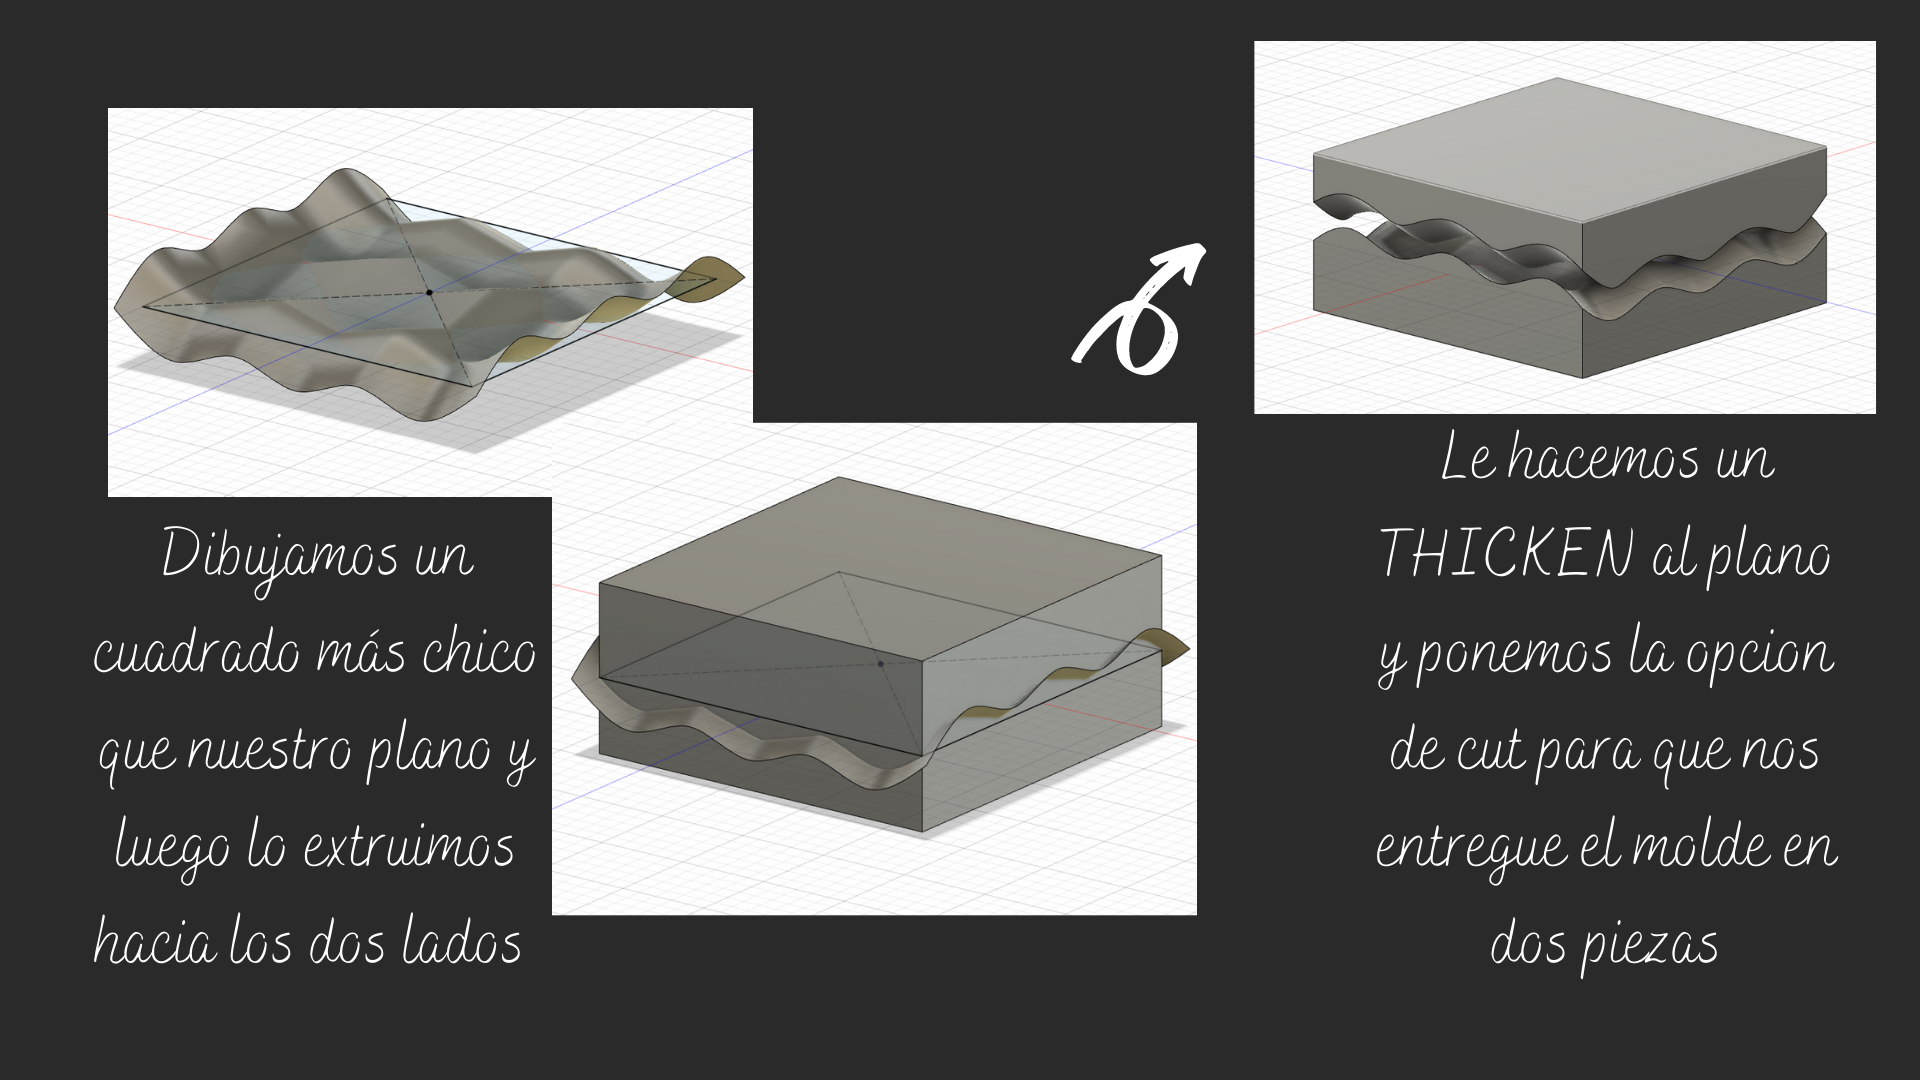 Dibujamos un
cuadrado más chico
que nuestro plano y
luego lo extruimos
hacia los dos lados
Le hacemos un
THICKEN al plano
y ponemos la opcion
de cut para que nos
entregue el molde en
dos piezas